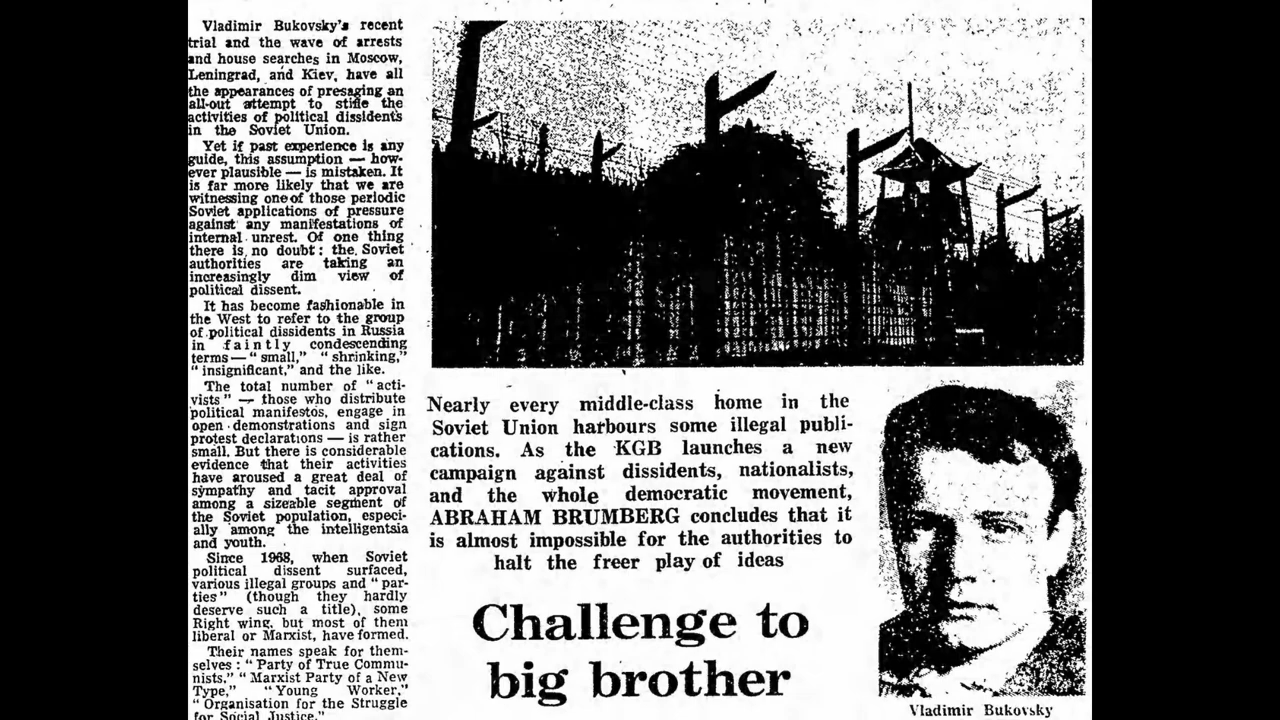 Vladimir Bukovsky's recent
trial and the wave of arrests
and house searches in Moscow,
Leningrad, and Kiev, have all
the appearances of presaging an
all-out attempt to stifle the
activities of political dissidents
in the Soviet Union.
Yet if past experience is any
guide, this assumption — how-
ever plausible — is mistaken. It
is far more likely that we are
witnessing one of those periodic
Soviet applications of pressure
against any manifestations of
internal unrest. Of one thing
there is no doubt: the Soviet
authorities are taking an
increasingly dim view of
political dissent.
It has become fashionable in
the West to refer to the group
of political dissidents in Russia
in faintly condescending
terms — “ small,” “ shrinking,”
“ insignificant,” and the like.
The total number of “ acti-
vists ” — those who distribute
political manifestos, engage in
open demonstrations and sign
protest declarations — is rather
small. But there is considerable
evidence that their activities
have aroused a great deal of
sympathy and tacit approval
among a sizeable segment of
the Soviet population, especi-
ally among the intelligentsia
and youth.
Since 1968, when Soviet
political dissent surfaced,
various illegal groups and “ par-
ties ” (though they hardly
deserve such a title), some
Right wing, but most of them
liberal or Marxist, have formed.
Their names speak for them-
selves : “ Party of True Commu-
nists,” “ Marxist Party of a New
Type,” “ Young Worker,”
“ Organisation for the Struggle
for Social Justice.”
Nearly every middle-class home in the
Soviet Union harbours some illegal publi-
cations. As the KGB launches a new
campaign against dissidents, nationalists,
and the whole democratic movement,
ABRAHAM BRUMBERG concludes that it
is almost impossible for the authorities to
halt the freer play of ideas
Challenge to
big brother
Vladimir Bukovsky